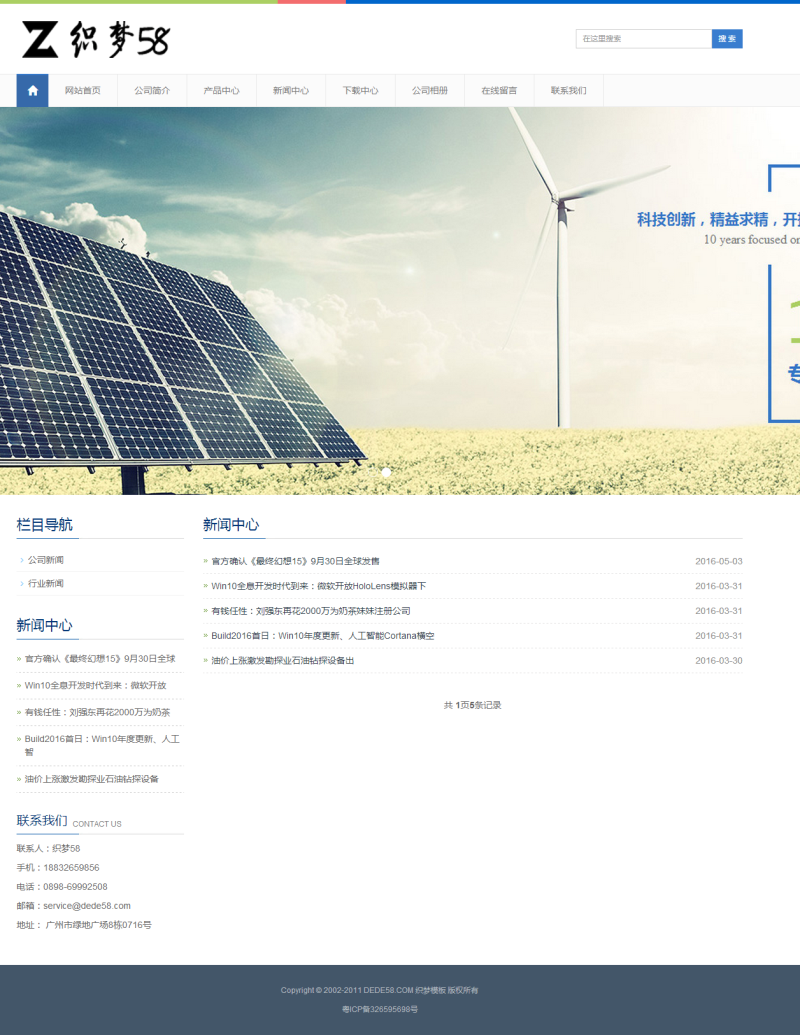 Z 织梦58
在这里搜索
搜 索
网站首页 公司简介 产品中心 新闻中心 下载中心 公司相册 在线留言 联系我们
科技创新，精益求精，开
10 years focused on
栏目导航
公司新闻
行业新闻
新闻中心
» 官方确认《最终幻想15》9月30日全球
» Win10全息开发时代到来：微软开放
» 有钱任性：刘强东再花2000万为奶茶
» Build2016首日：Win10年度更新、人工
智
» 油价上涨激发勘探业石油钻探设备
联系我们 CONTACT US
联系人：织梦58
手机：18832659856
电话：0898-69992508
邮箱：service@dede58.com
地址： 广州市绿地广场8栋0716号
新闻中心
» 官方确认《最终幻想15》9月30日全球发售 2016-05-03
» Win10全息开发时代到来：微软开放HoloLens模拟器下 2016-03-31
» 有钱任性：刘强东再花2000万为奶茶妹妹注册公司 2016-03-31
» Build2016首日：Win10年度更新、人工智能Cortana横空 2016-03-31
» 油价上涨激发勘探业石油钻探设备出 2016-03-30
共 1页5条记录
Copyright © 2002-2011 DEDE58.COM 织梦模板 版权所有
粤ICP备326595698号